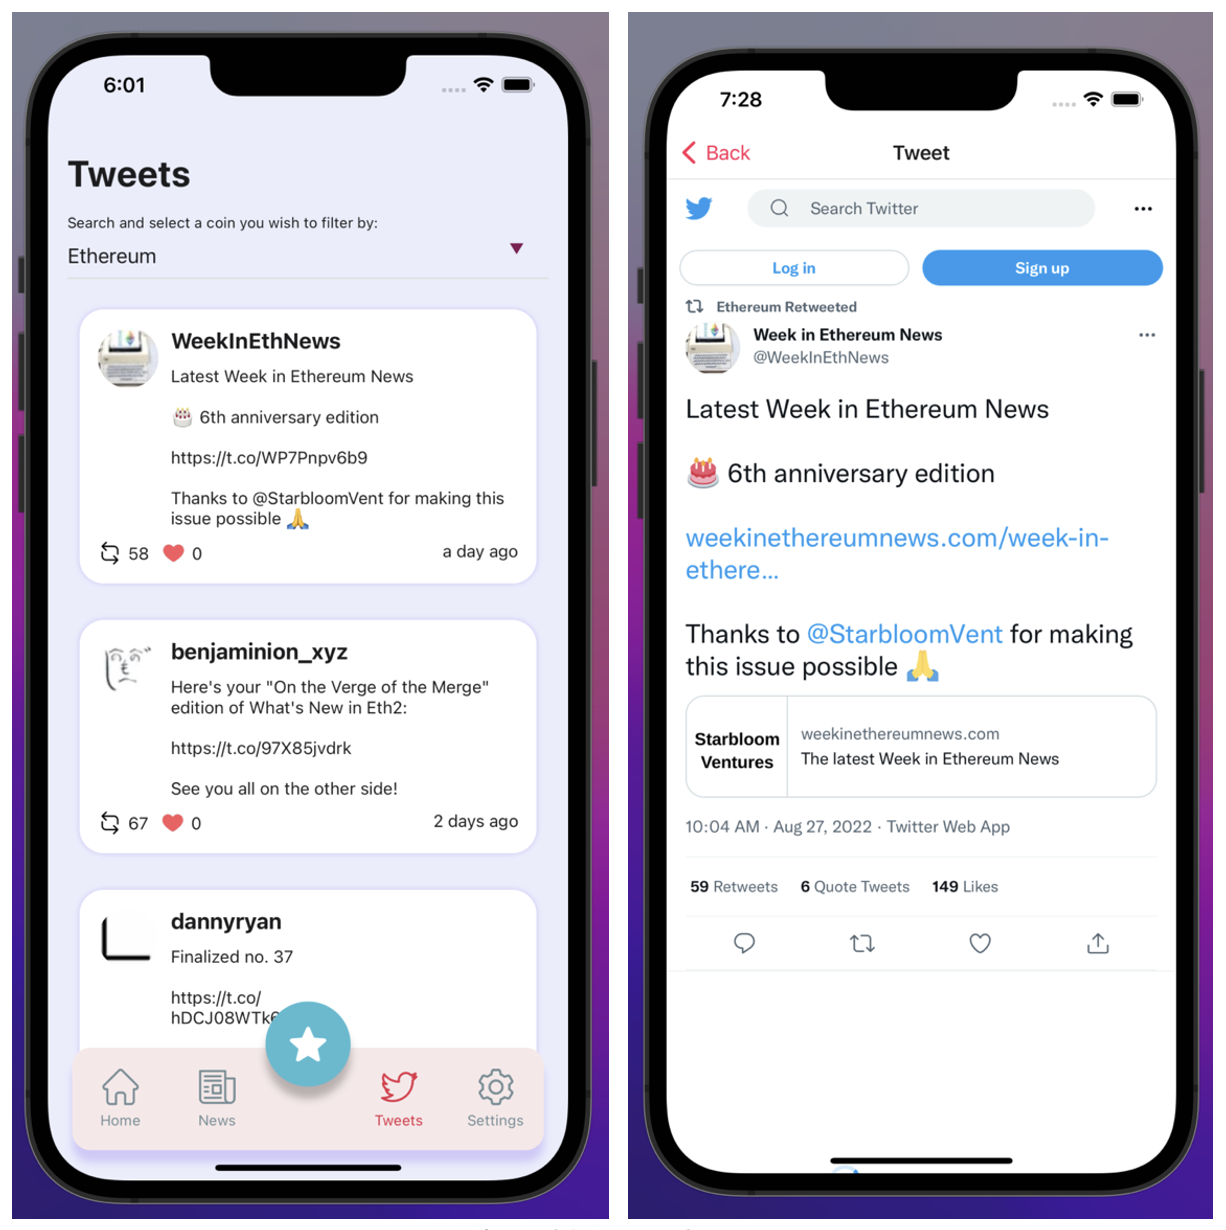 6:01
Tweets
Search and select a coin you wish to filter by:
Ethereum
WeekInEthNews
Latest Week in Ethereum News
🎂 6th anniversary edition
https://t.co/WP7Pnpv6b9
Thanks to @StarbloomVent for making this
issue possible 🙏
58 0 a day ago
benjaminion_xyz
Here's your "On the Verge of the Merge"
edition of What's New in Eth2:
https://t.co/97X85jvdrk
See you all on the other side!
67 0 2 days ago
dannyryan
Finalized no. 37
https://t.co/
Home News Tweets Settings
7:28
Back Tweet
Search Twitter
Log in Sign up
Ethereum Retweeted
Week in Ethereum News
@WeekInEthNews
Latest Week in Ethereum News
🎂 6th anniversary edition
weekinethereumnews.com/week-in-
ethere…
Thanks to @StarbloomVent for making
this issue possible 🙏
Starbloom
Ventures
weekinethereumnews.com
The latest Week in Ethereum News
10:04 AM · Aug 27, 2022 · Twitter Web App
59 Retweets 6 Quote Tweets 149 Likes